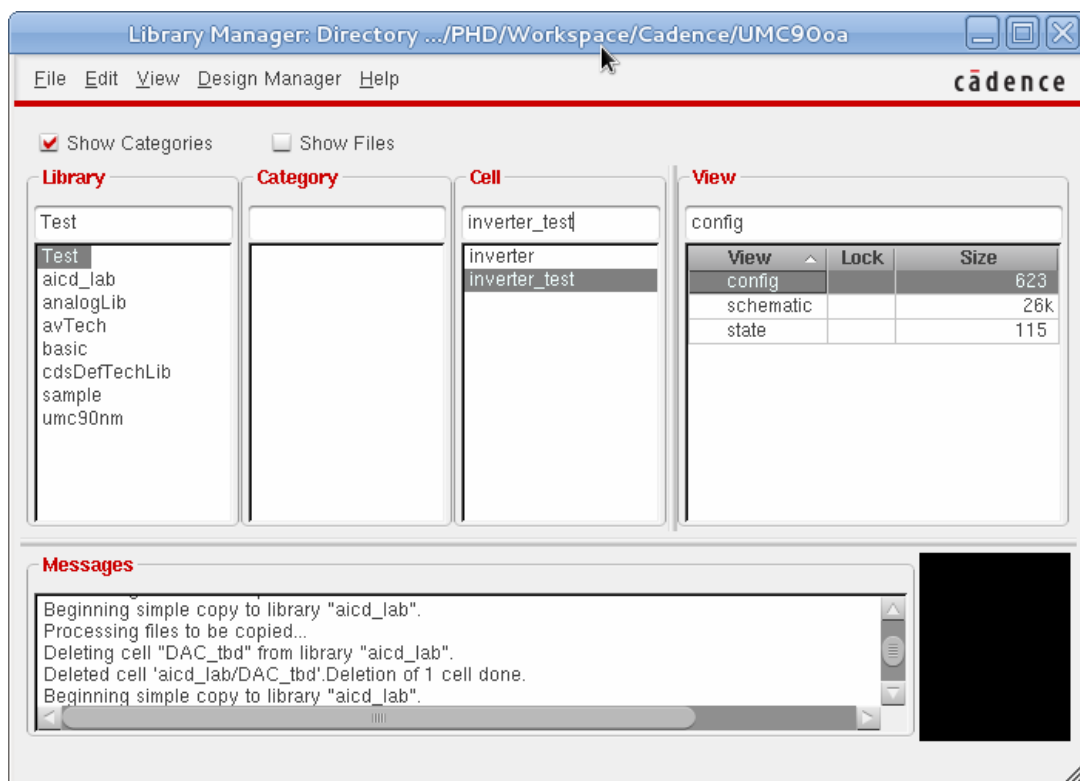 Library Manager: Directory .../PHD/Workspace/Cadence/UMC90oa
File Edit View Design Manager Help
cādence
Show Categories Show Files
Library Category Cell View
Test inverter_test config
Test
aicd_lab
analogLib
avTech
basic
cdsDefTechLib
sample
umc90nm
inverter
inverter_test
View Lock Size
config 623
schematic 26k
state 115
Messages
Beginning simple copy to library "aicd_lab".
Processing files to be copied...
Deleting cell "DAC_tbd" from library "aicd_lab".
Deleted cell 'aicd_lab/DAC_tbd'.Deletion of 1 cell done.
Beginning simple copy to library "aicd_lab".